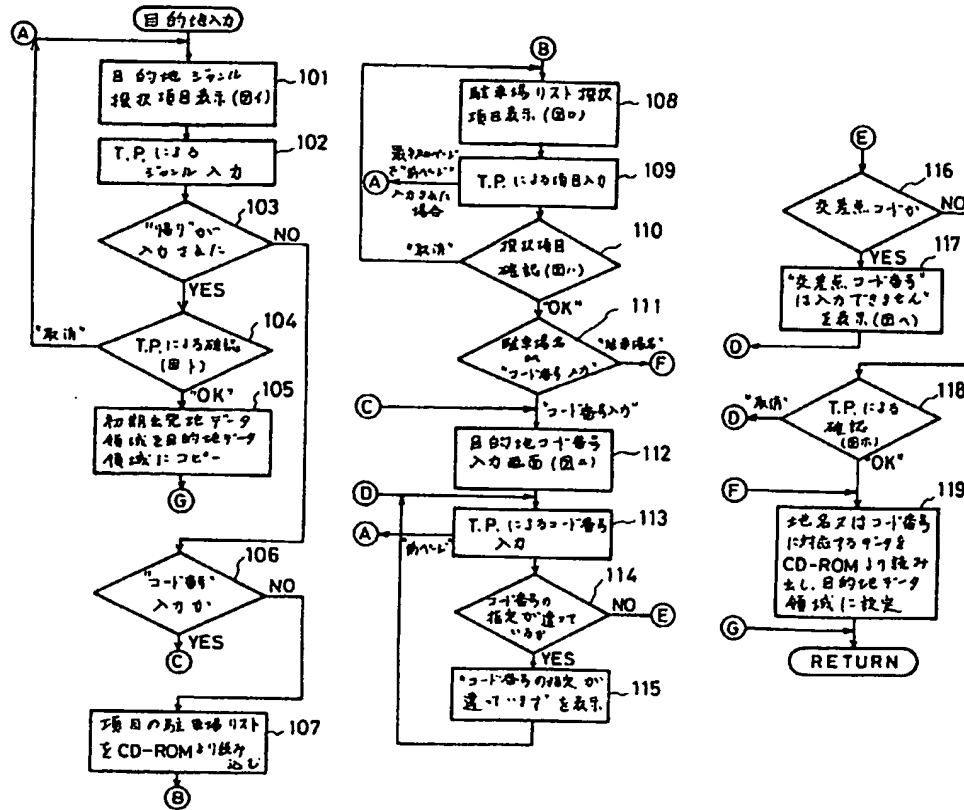 目的地入力
A
目的地ジャンル
選択項目表示(図イ)
101
T.P.による
ジャンル入力
102
"帰り"が
入力された
103
NO
YES
"取消"
T.P.による確認
(図ト)
104
"OK"
初期出発地データ
領域を目的地データ
領域にコピー
105
G
"コード番号"
入力か
106
NO
YES
C
項目の駐車場リスト
をCD-ROMより読み
込む
107
B
B
駐車場リスト選択
項目表示(図ロ)
108
最初のページ
で"前ページ"
入力された
場合
A
T.P.による項目入力
109
"取消"
選択項目
確認(図ハ)
110
"OK"
駐車場名
or
"コード番号入力"
111
"駐車場名"
F
C
"コード番号入力"
目的地コード番号
入力画面(図ニ)
112
D
T.P.によるコード番号
入力
113
A
"前ページ"
コード番号の
指定が違って
いるか
114
NO
E
YES
"コード番号の指定が
違っています"を表示
115
E
交差点コードか
116
NO
YES
"交差点コード番号"
は入力できません"
を表示(図ヘ)
117
D
"取消"
D
T.P.による
確認
(図ホ)
118
"OK"
F
地名又はコード番号
に対応するデータを
CD-ROMより読み
出し、目的地データ
領域に設定
119
G
RETURN